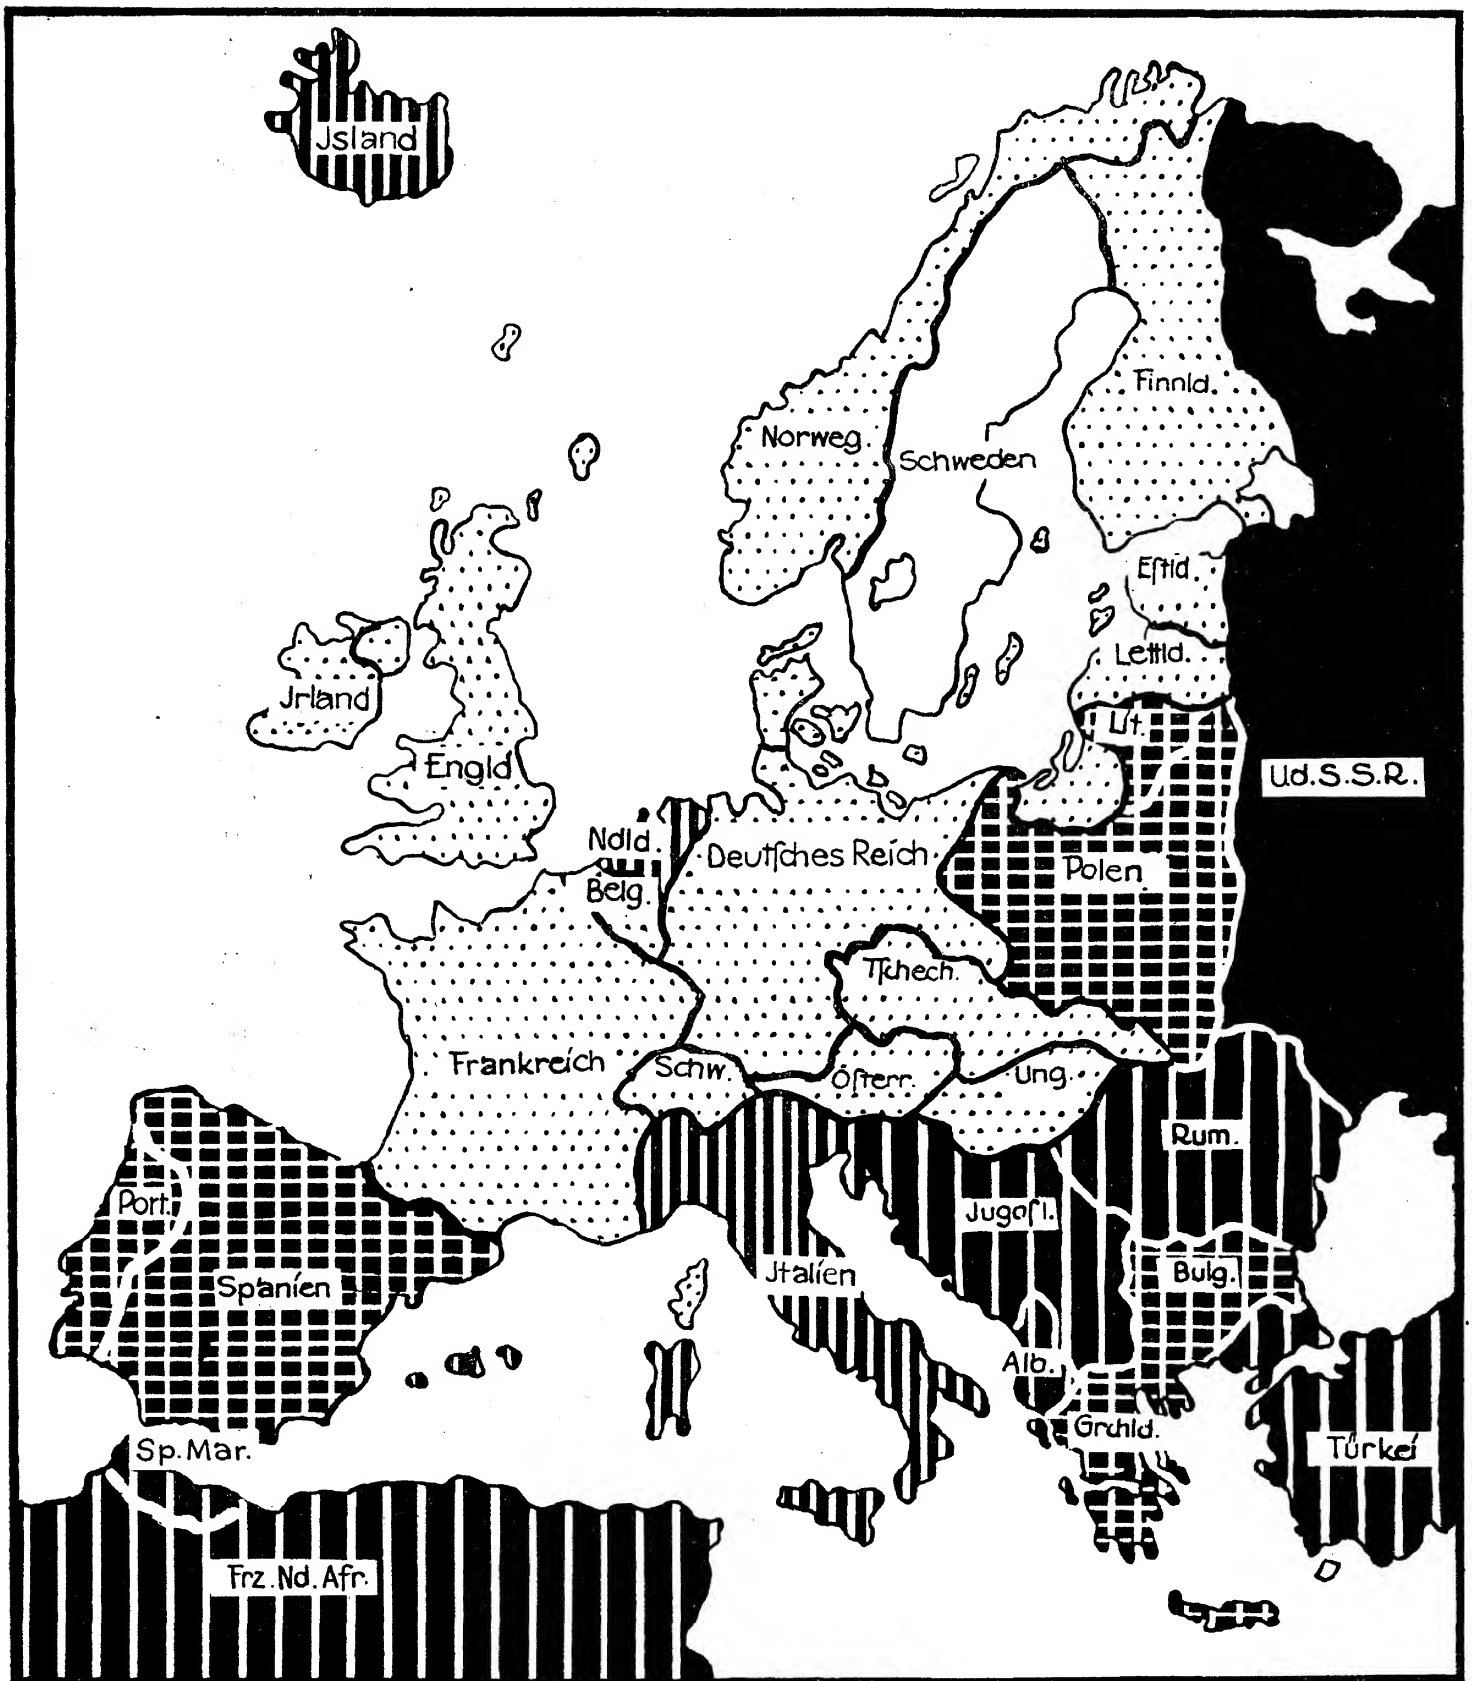 Jsland
Finnld.
Norweg.
Schweden
Eſtld.
Lettld.
Jrland
Lit.
Engld
Ud.S.S.R.
Ndld.
Deutſches Reich
Polen
Belg.
Tſchech.
Frankreich
Schw.
Öſterr.
Ung.
Rum.
Port.
Jugoſl.
Spanien
Jtalien
Bulg.
Alb.
Grchld.
Sp. Mar.
Türkei
Frz. Nd. Afr.